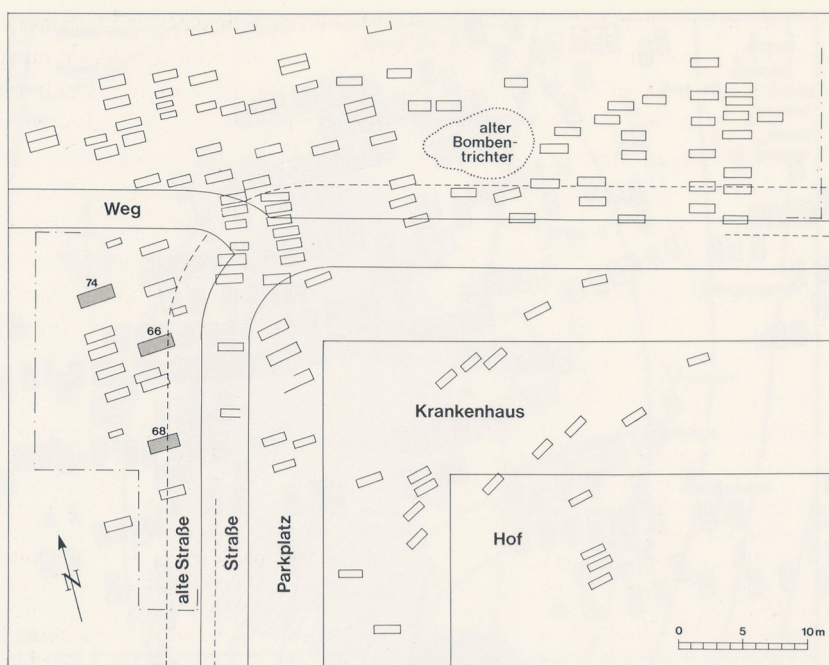 alter
Bomben-
trichter
Weg
74
66
68
Krankenhaus
Hof
alte Straße
Straße
Parkplatz
N
0 5 10 m